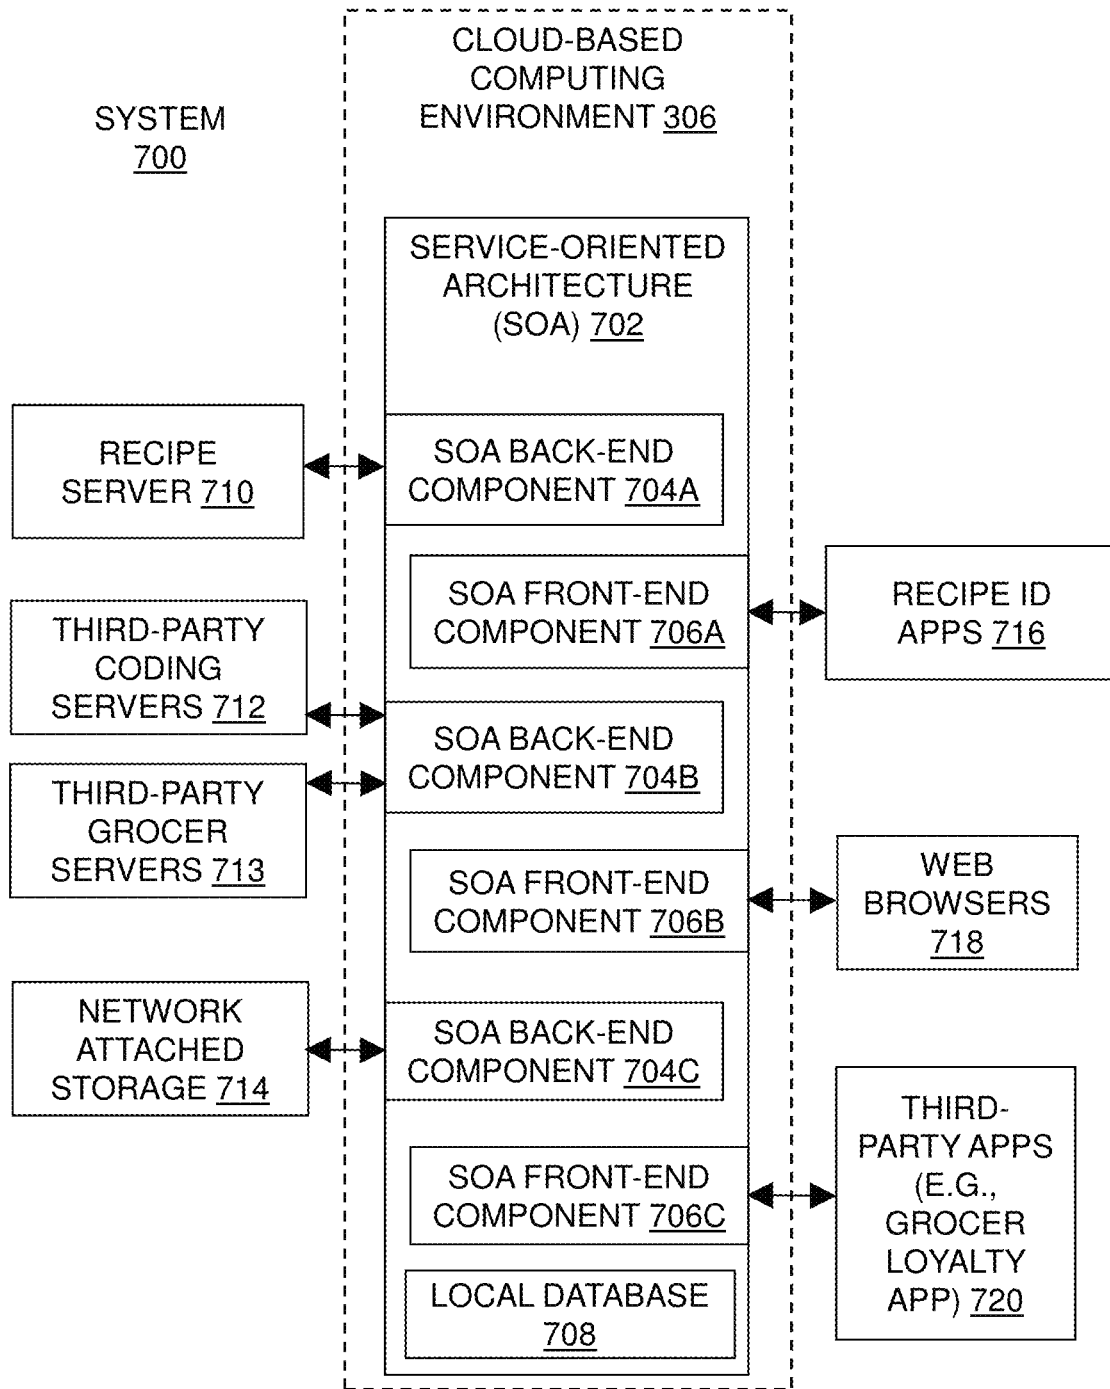 CLOUD-BASED
COMPUTING
ENVIRONMENT 306
SYSTEM
700
SERVICE-ORIENTED
ARCHITECTURE
(SOA) 702
RECIPE
SERVER 710
SOA BACK-END
COMPONENT 704A
SOA FRONT-END
COMPONENT 706A
RECIPE ID
APPS 716
THIRD-PARTY
CODING
SERVERS 712
SOA BACK-END
COMPONENT 704B
THIRD-PARTY
GROCER
SERVERS 713
SOA FRONT-END
COMPONENT 706B
WEB
BROWSERS
718
NETWORK
ATTACHED
STORAGE 714
SOA BACK-END
COMPONENT 704C
SOA FRONT-END
COMPONENT 706C
THIRD-
PARTY APPS
(E.G.,
GROCER
LOYALTY
APP) 720
LOCAL DATABASE
708